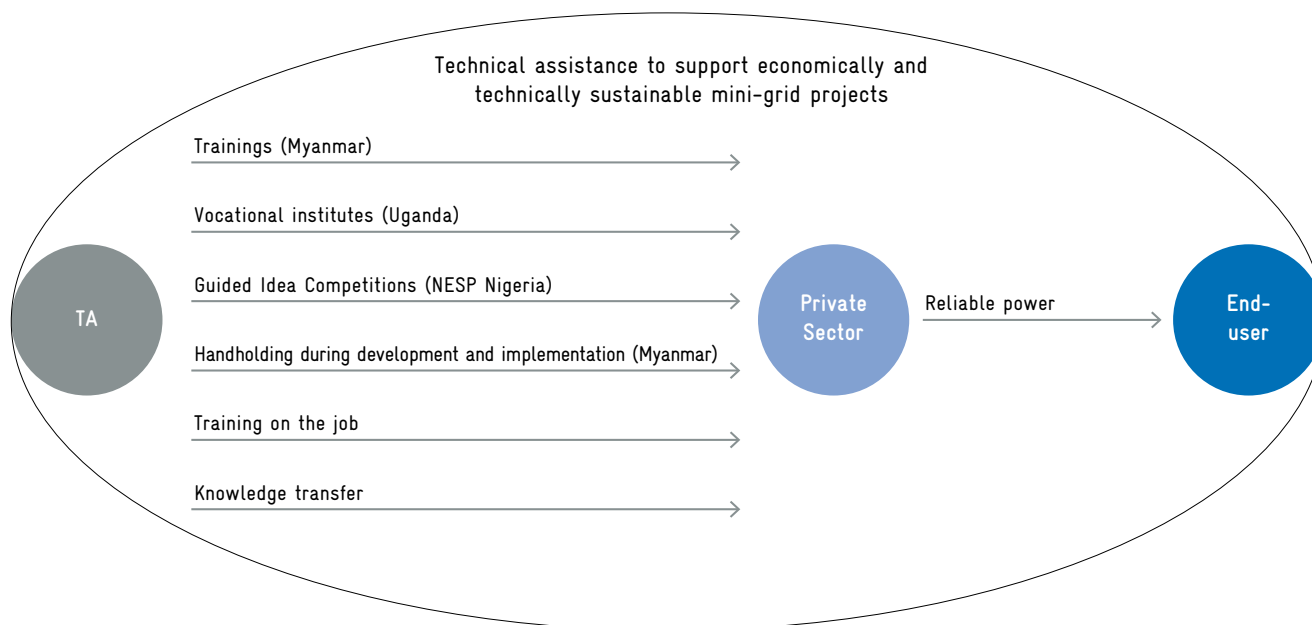 Technical assistance to support economically and
technically sustainable mini-grid projects
Trainings (Myanmar)
Vocational institutes (Uganda)
Guided Idea Competitions (NESP Nigeria)
Handholding during development and implementation (Myanmar)
Training on the job
Knowledge transfer
TA
Private
Sector
Reliable power
End-
user